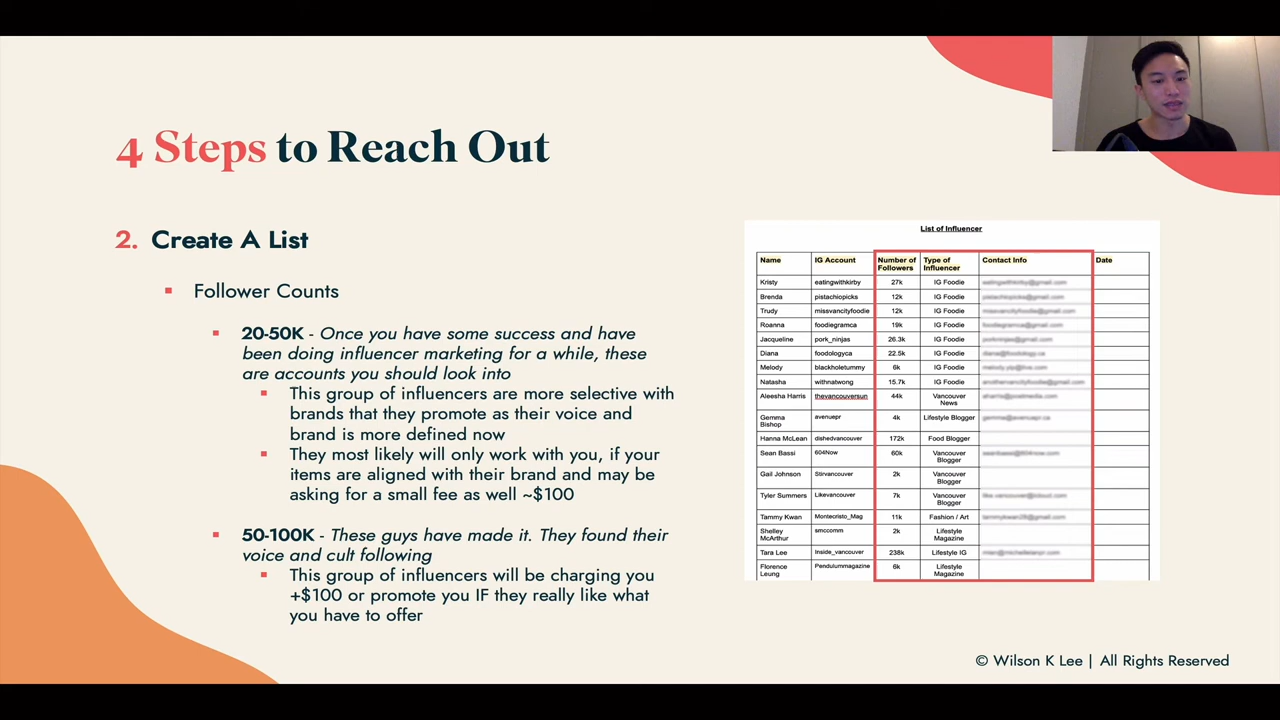 4 Steps to Reach Out
2. Create A List
Follower Counts
20-50K - Once you have some success and have
been doing influencer marketing for a while, these
are accounts you should look into
This group of influencers are more selective with
brands that they promote as their voice and
brand is more defined now
They most likely will only work with you, if your
items are aligned with their brand and may be
asking for a small fee as well ~$100
50-100K - These guys have made it. They found their
voice and cult following
This group of influencers will be charging you
+$100 or promote you IF they really like what
you have to offer
List of Influencer
Name IG Account Number of Followers Type of Influencer Contact Info Date
Kristy eatingwithkirby 27k IG Foodie
Brenda pistachiopicks 12k IG Foodie
Trudy missvancityfoodie 12k IG Foodie
Roanna foodiegramca 19k IG Foodie
Jacqueline pork_ninjas 26.3k IG Foodie
Diana foodologyca 22.5k IG Foodie
Melody blackholetummy 6k IG Foodie
Natasha withnatwong 15.7k IG Foodie
Aleesha Harris thevancouversun 44k Vancouver News
Gemma Bishop avenuepr 4k Lifestyle Blogger
Hanna McLean dishedvancouver 172k Food Blogger
Sean Bassi 604Now 60k Vancouver Blogger
Gail Johnson Stirvancouver 2k Vancouver Blogger
Tyler Summers Likevancouver 7k Vancouver Blogger
Tammy Kwan Montecristo_Mag 11k Fashion / Art
Shelley McArthur smccomm 2k Lifestyle Magazine
Tara Lee Inside_vancouver 238k Lifestyle IG
Florence Leung Pendulummagazine 6k Lifestyle Magazine
© Wilson K Lee | All Rights Reserved